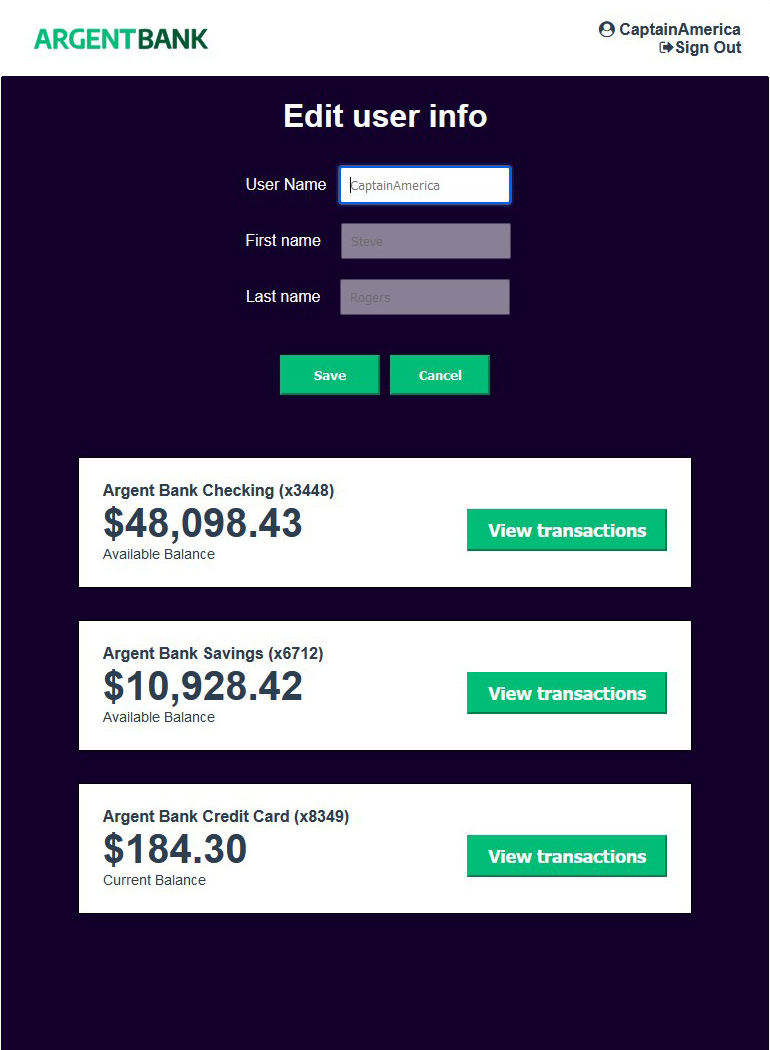 ARGENTBANK
CaptainAmerica
Sign Out
Edit user info
User Name CaptainAmerica
First name Steve
Last name Rogers
Save Cancel
Argent Bank Checking (x3448)
$48,098.43
Available Balance
View transactions
Argent Bank Savings (x6712)
$10,928.42
Available Balance
View transactions
Argent Bank Credit Card (x8349)
$184.30
Current Balance
View transactions